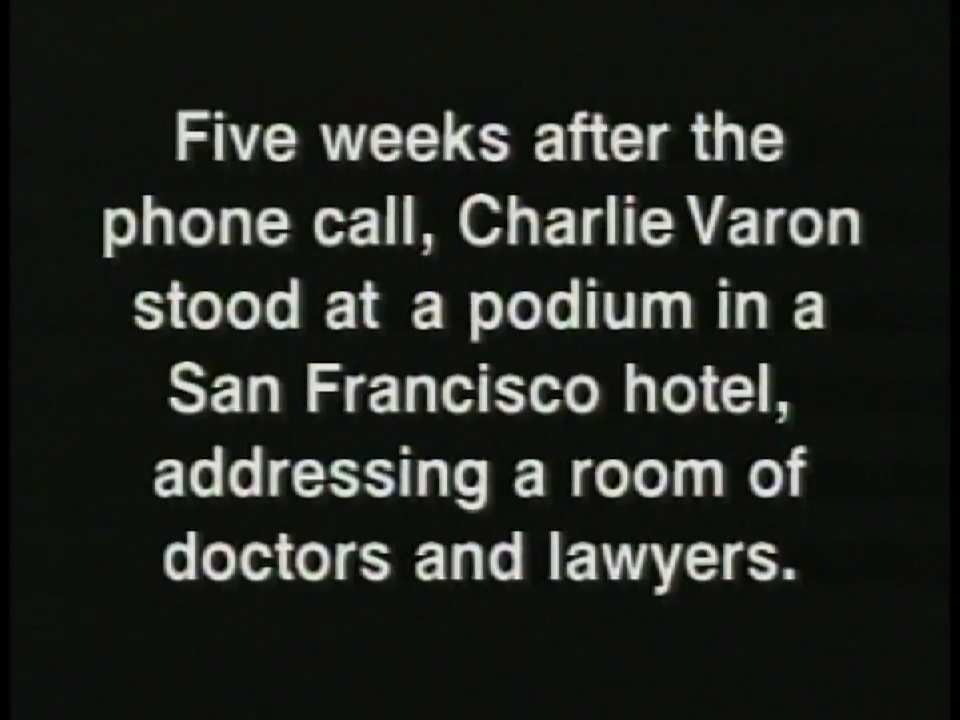 Five weeks after the
phone call, Charlie Varon
stood at a podium in a
San Francisco hotel,
addressing a room of
doctors and lawyers.